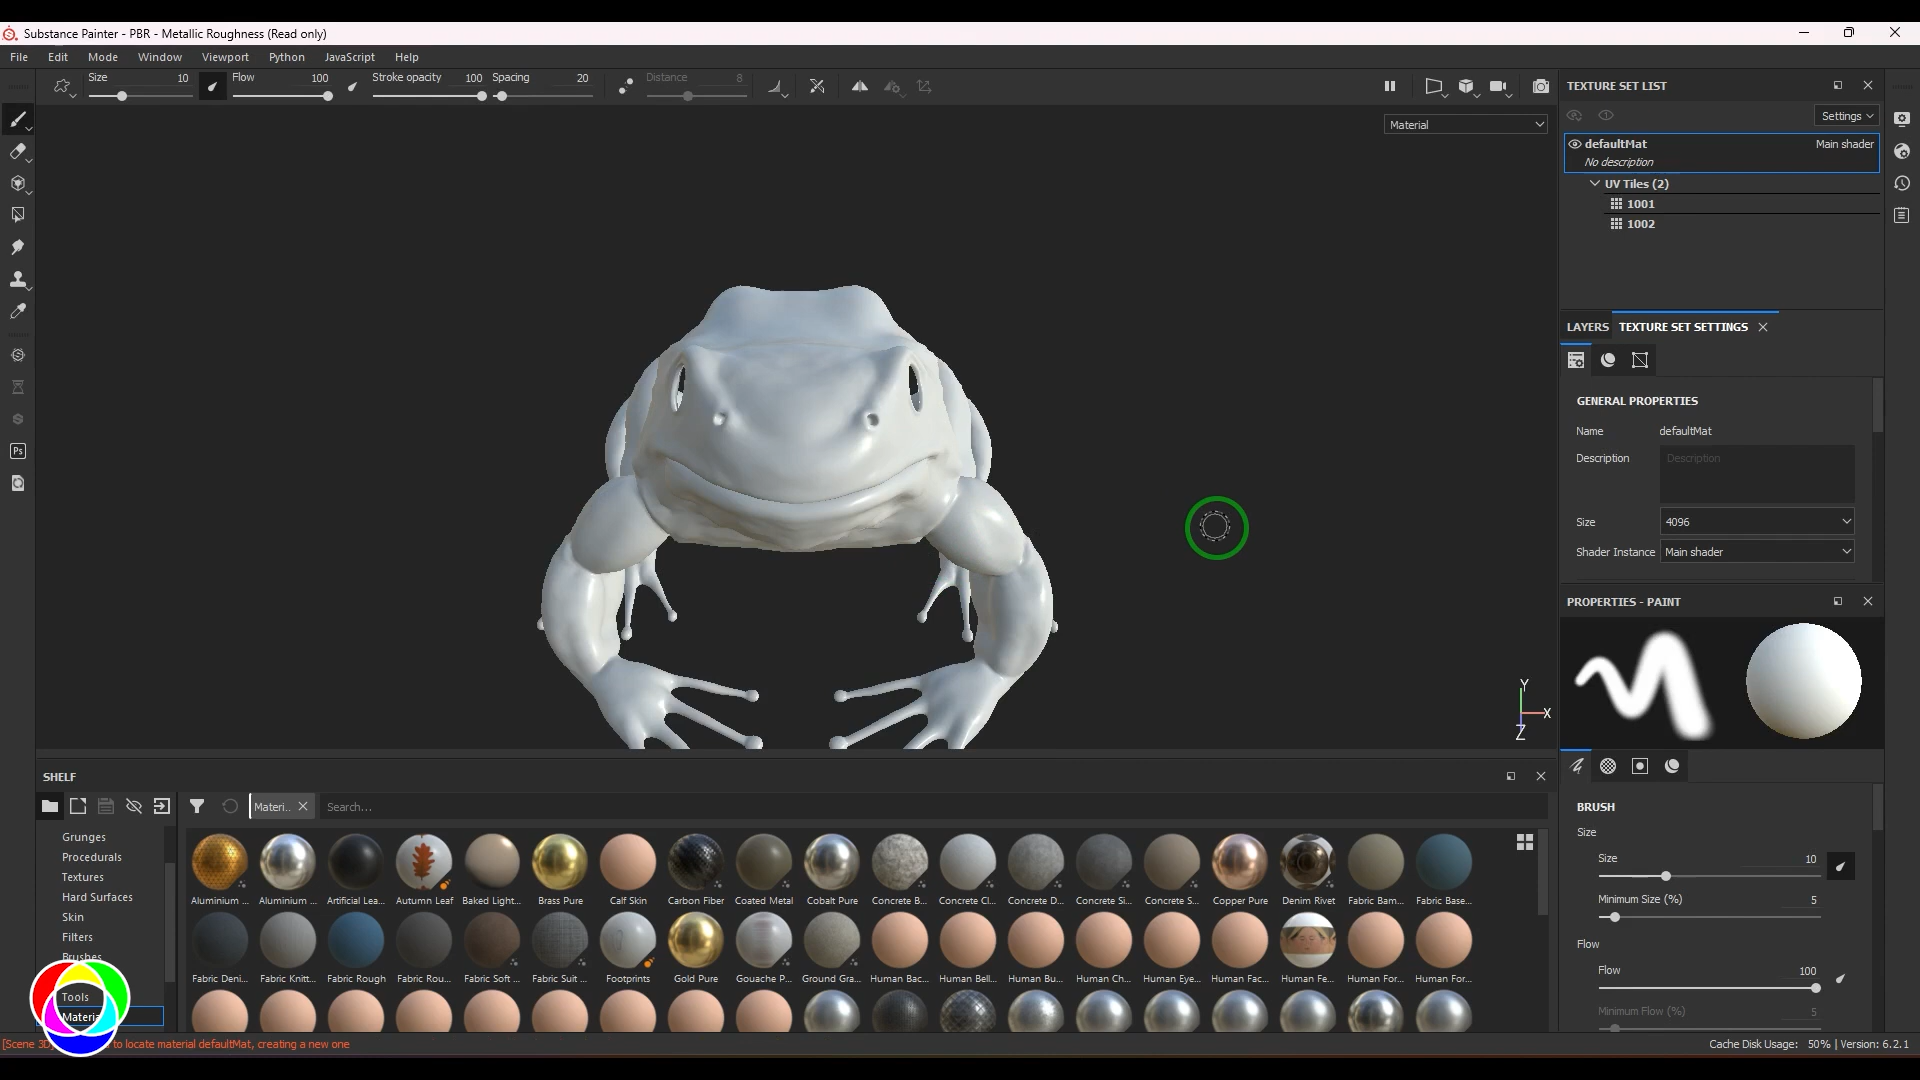 Substance Painter - PBR - Metallic Roughness (Read only)
File Edit Mode Window Viewport Python JavaScript Help
Size 10 Flow 100 Stroke opacity 100 Spacing 20 Distance 8
Material
TEXTURE SET LIST
Settings
defaultMat Main shader
No description
UV Tiles (2)
1001
1002
LAYERS TEXTURE SET SETTINGS
GENERAL PROPERTIES
Name defaultMat
Description Description
Size 4096
Shader Instance Main shader
PROPERTIES - PAINT
Y
X
Z
Ps
BRUSH
Size
Size 10
Minimum Size (%) 5
Flow
Flow 100
Minimum Flow (%) 5
SHELF
Materi.. Search...
Grunges
Procedurals
Textures
Hard Surfaces
Skin
Filters
Brushes
Tools
Materia
Aluminium ... Aluminium ... Artificial Lea... Autumn Leaf Baked Light... Brass Pure Calf Skin Carbon Fiber Coated Metal Cobalt Pure Concrete B... Concrete Cl... Concrete D... Concrete Si... Concrete S... Copper Pure Denim Rivet Fabric Bam... Fabric Base...
Fabric Deni... Fabric Knitt... Fabric Rough Fabric Rou... Fabric Soft ... Fabric Suit ... Footprints Gold Pure Gouache P... Ground Gra... Human Bac... Human Bell... Human Bu... Human Ch... Human Eye... Human Fac... Human Fe... Human For... Human For...
[Scene 3D] to locate material defaultMat, creating a new one
Cache Disk Usage: 50% | Version: 6.2.1